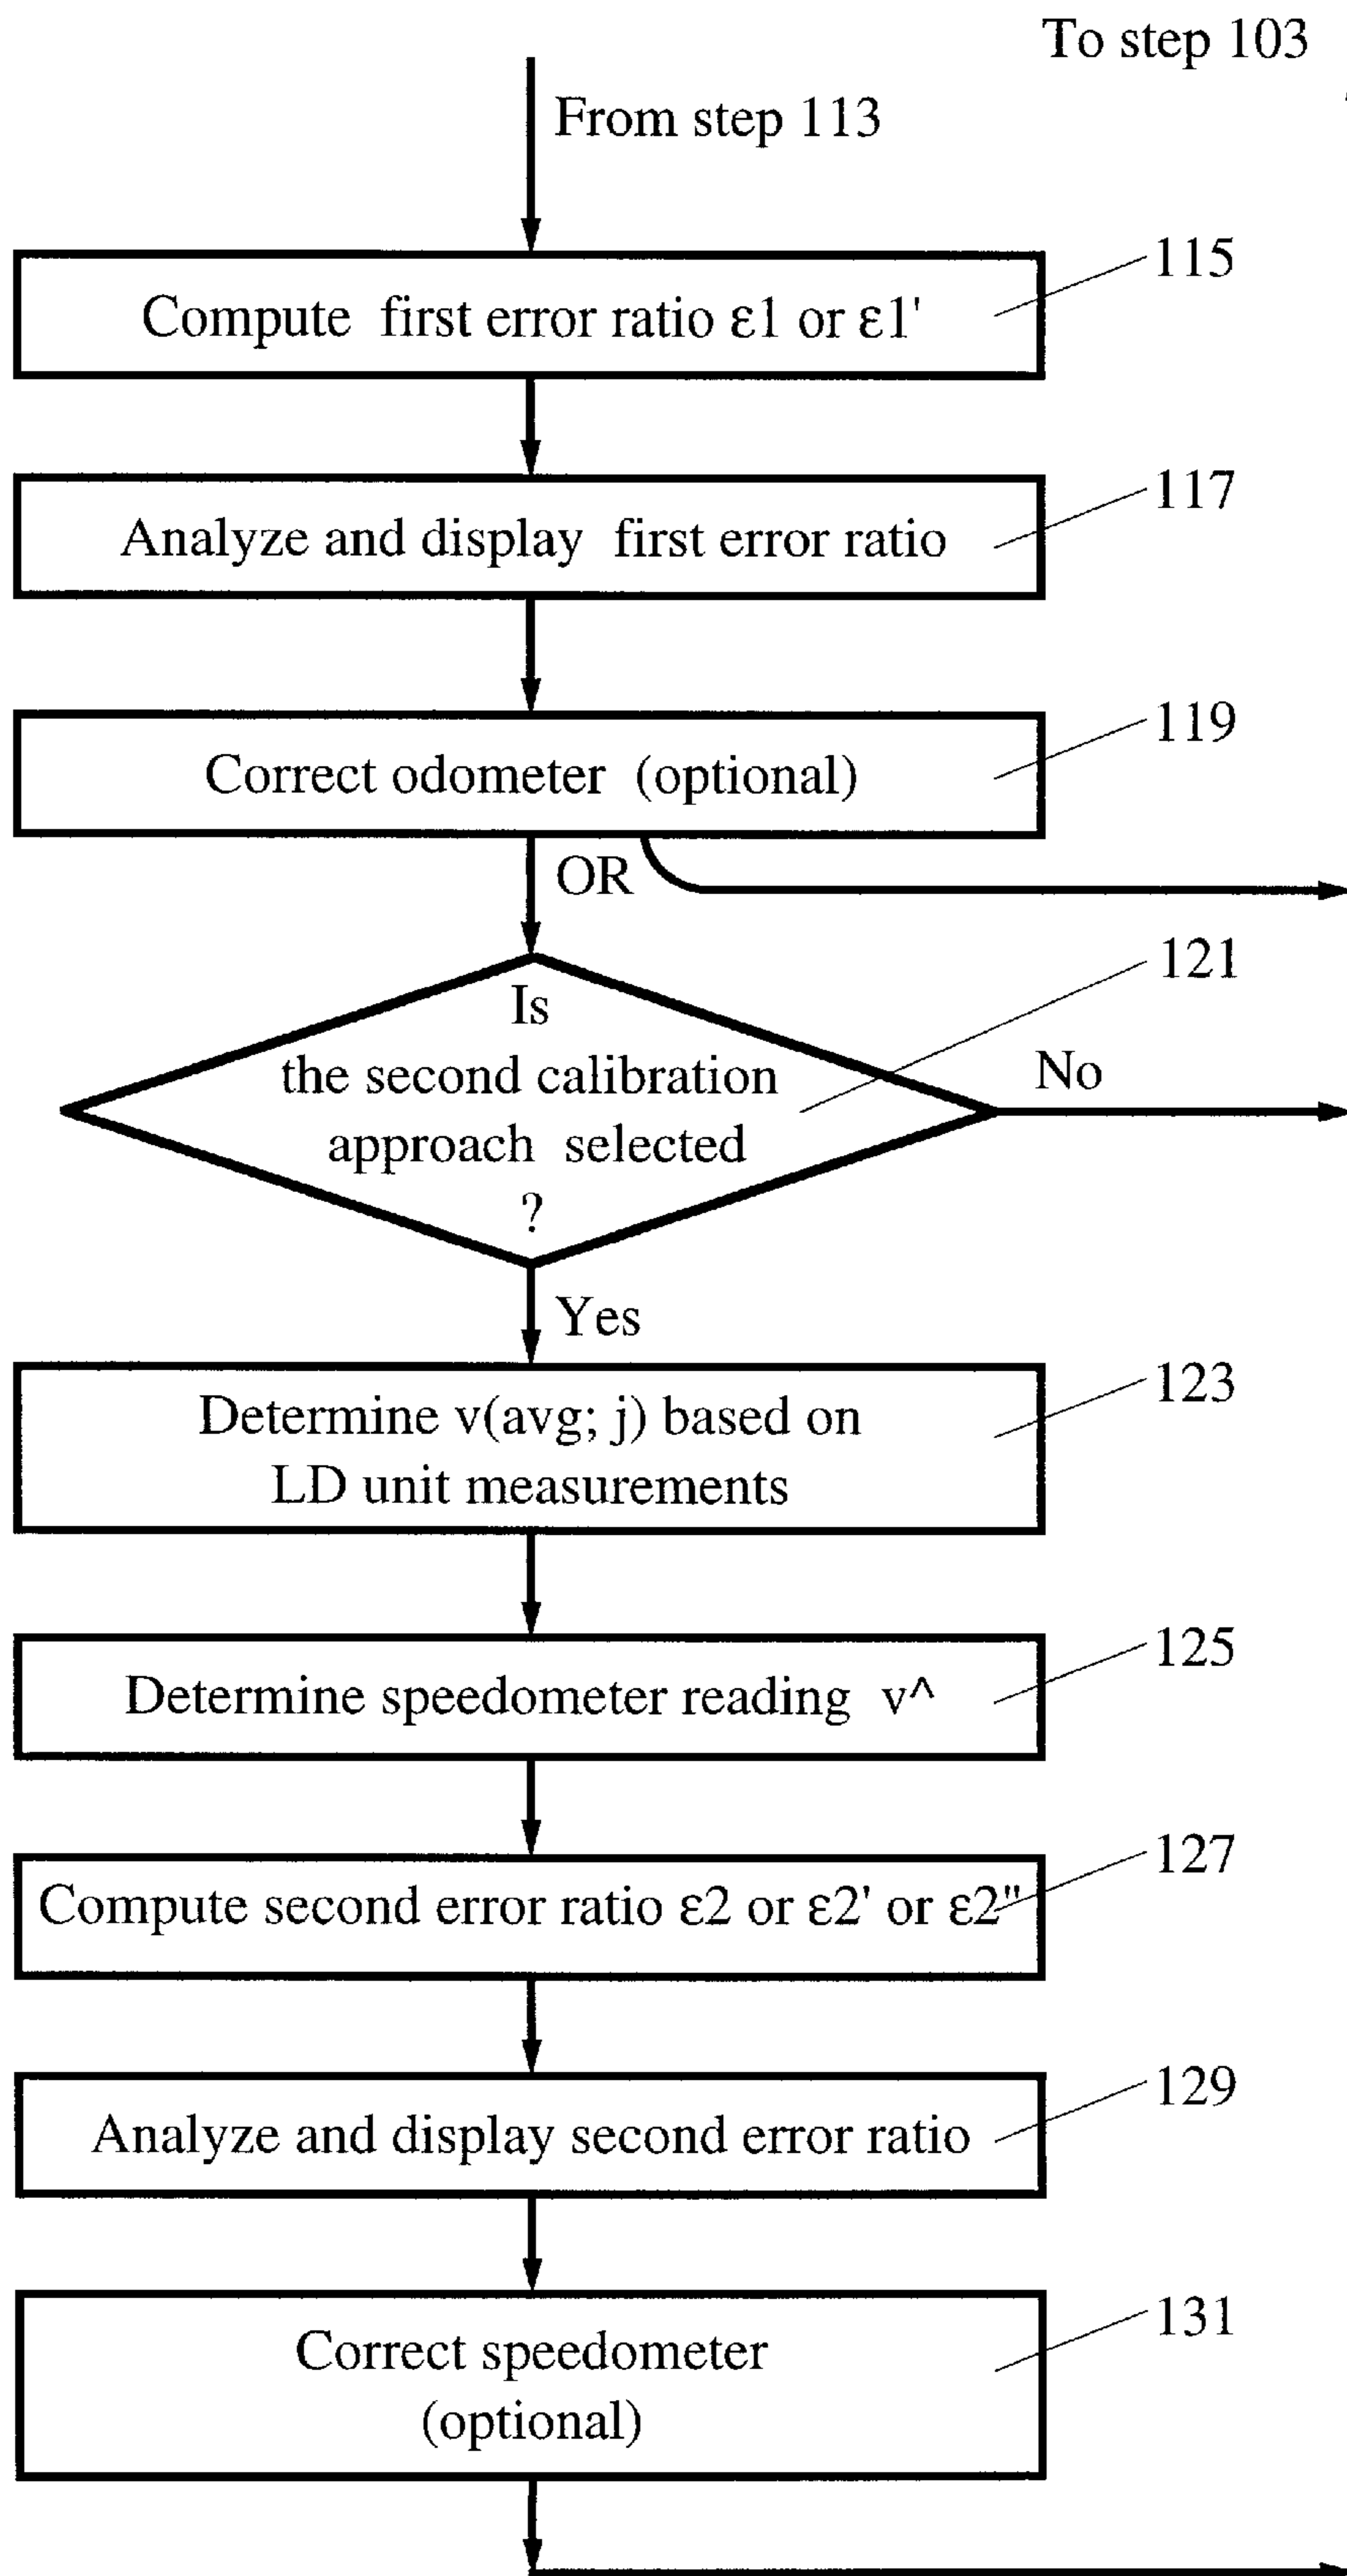 To step 103
From step 113
115
Compute first error ratio ε1 or ε1'
117
Analyze and display first error ratio
119
Correct odometer (optional)
OR
121
Is
the second calibration
approach selected
?
No
Yes
123
Determine v(avg; j) based on
LD unit measurements
125
Determine speedometer reading v^
127
Compute second error ratio ε2 or ε2' or ε2"
129
Analyze and display second error ratio
131
Correct speedometer
(optional)